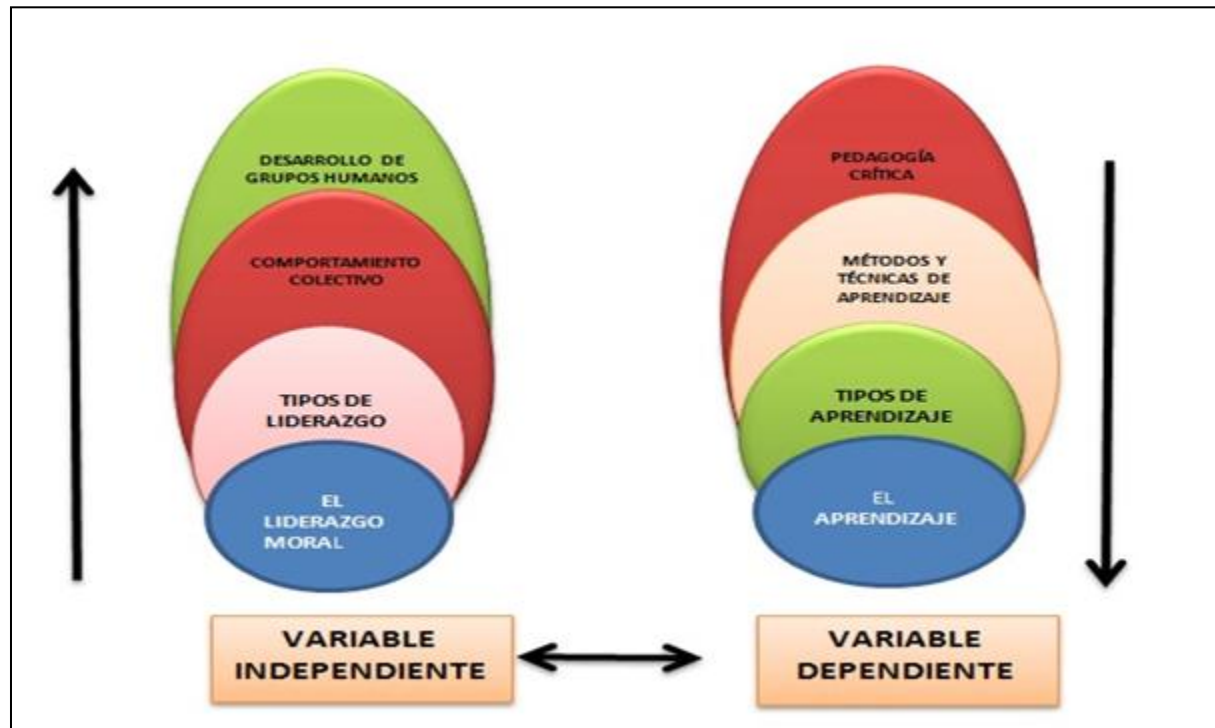 DESARROLLO DE
GRUPOS HUMANOS
COMPORTAMIENTO
COLECTIVO
TIPOS DE
LIDERAZGO
EL
LIDERAZGO
MORAL
VARIABLE
INDEPENDIENTE
PEDAGOGÍA
CRÍTICA
MÉTODOS Y
TÉCNICAS DE
APRENDIZAJE
TIPOS DE
APRENDIZAJE
EL
APRENDIZAJE
VARIABLE
DEPENDIENTE